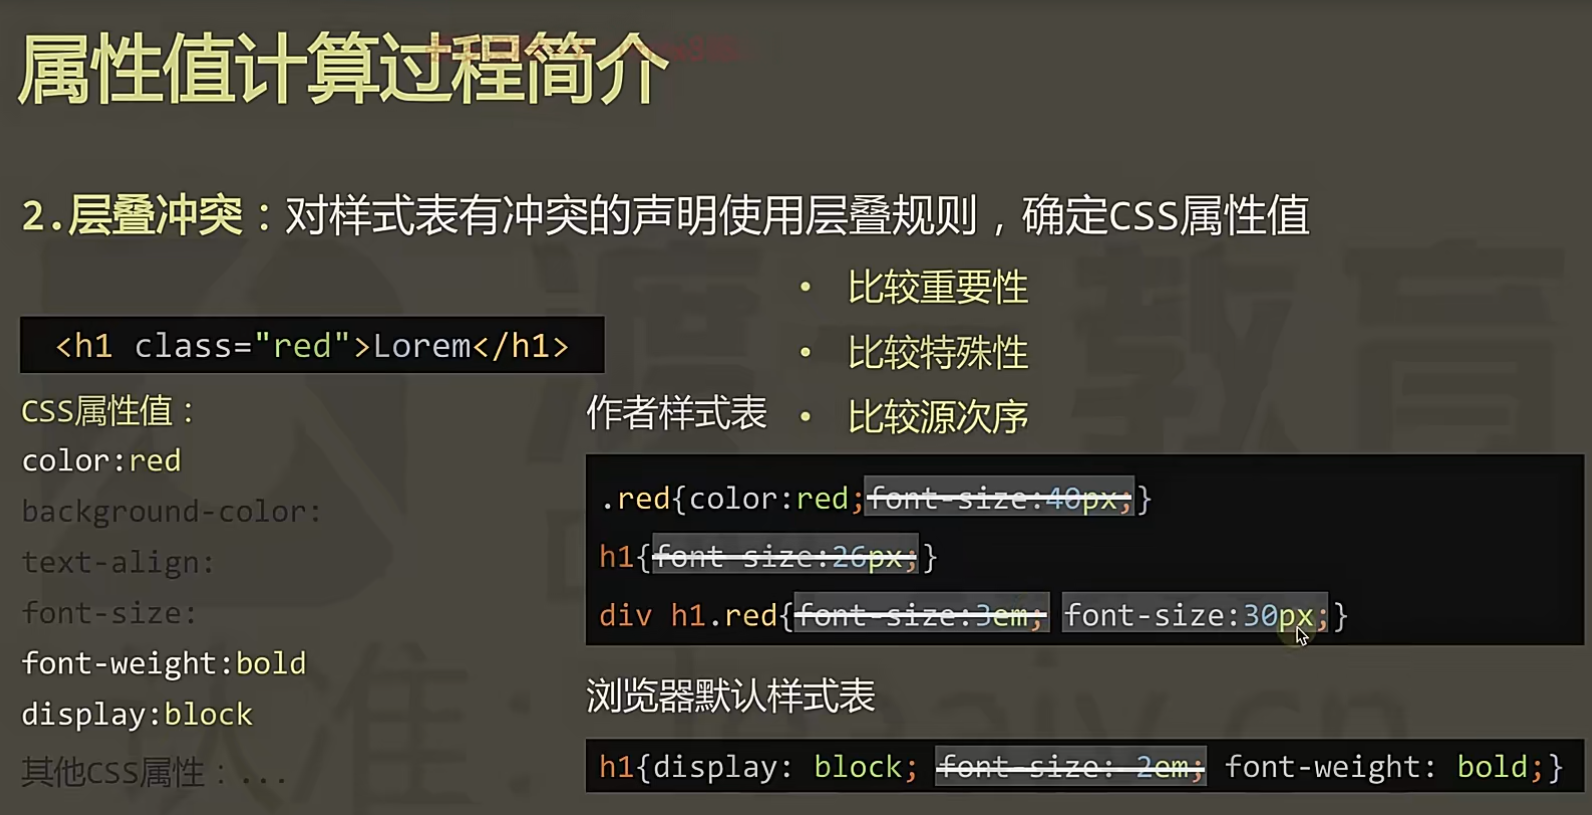 属性值计算过程简介
2.层叠冲突：对样式表有冲突的声明使用层叠规则，确定CSS属性值
• 比较重要性
• 比较特殊性
• 比较源次序
<h1 class="red">Lorem</h1>
CSS属性值：
color:red
background-color:
text-align:
font-size:
font-weight:bold
display:block
其他CSS属性：...
作者样式表
.red{color:red;font-size:40px;}
h1{font-size:26px;}
div h1.red{font-size:3em; font-size:30px;}
浏览器默认样式表
h1{display: block; font-size: 2em; font-weight: bold;}